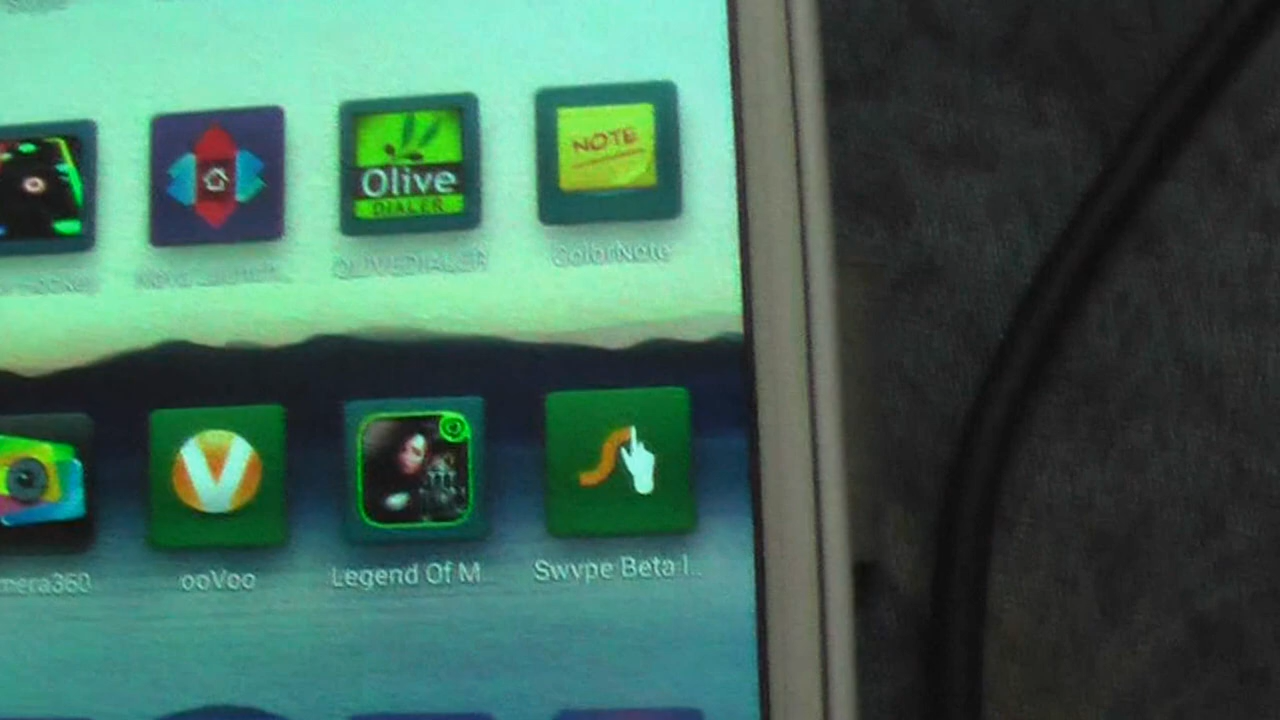 NOTE
Olive
DIALER
OLIVEDIALER
ColorNote
mera360
ooVoo
Legend Of M..
Swype Beta I..